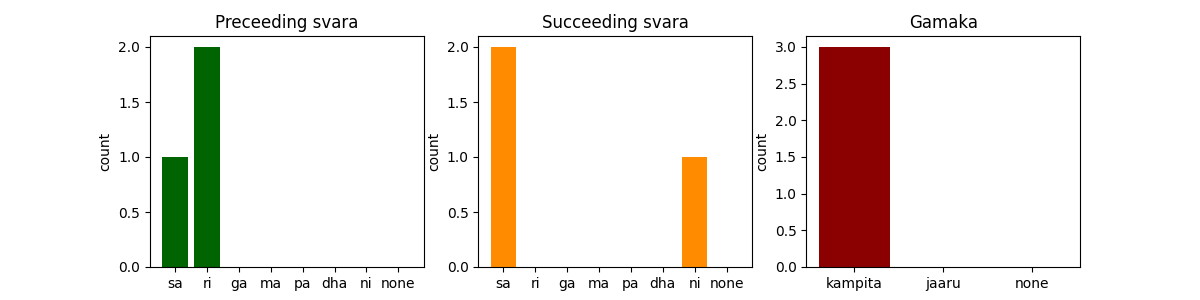 Preceeding svara
count
2.0
1.5
1.0
0.5
0.0
sa ri ga ma pa dha ni none
Succeeding svara
count
2.0
1.5
1.0
0.5
0.0
sa ri ga ma pa dha ni none
Gamaka
count
3.0
2.5
2.0
1.5
1.0
0.5
0.0
kampita jaaru none